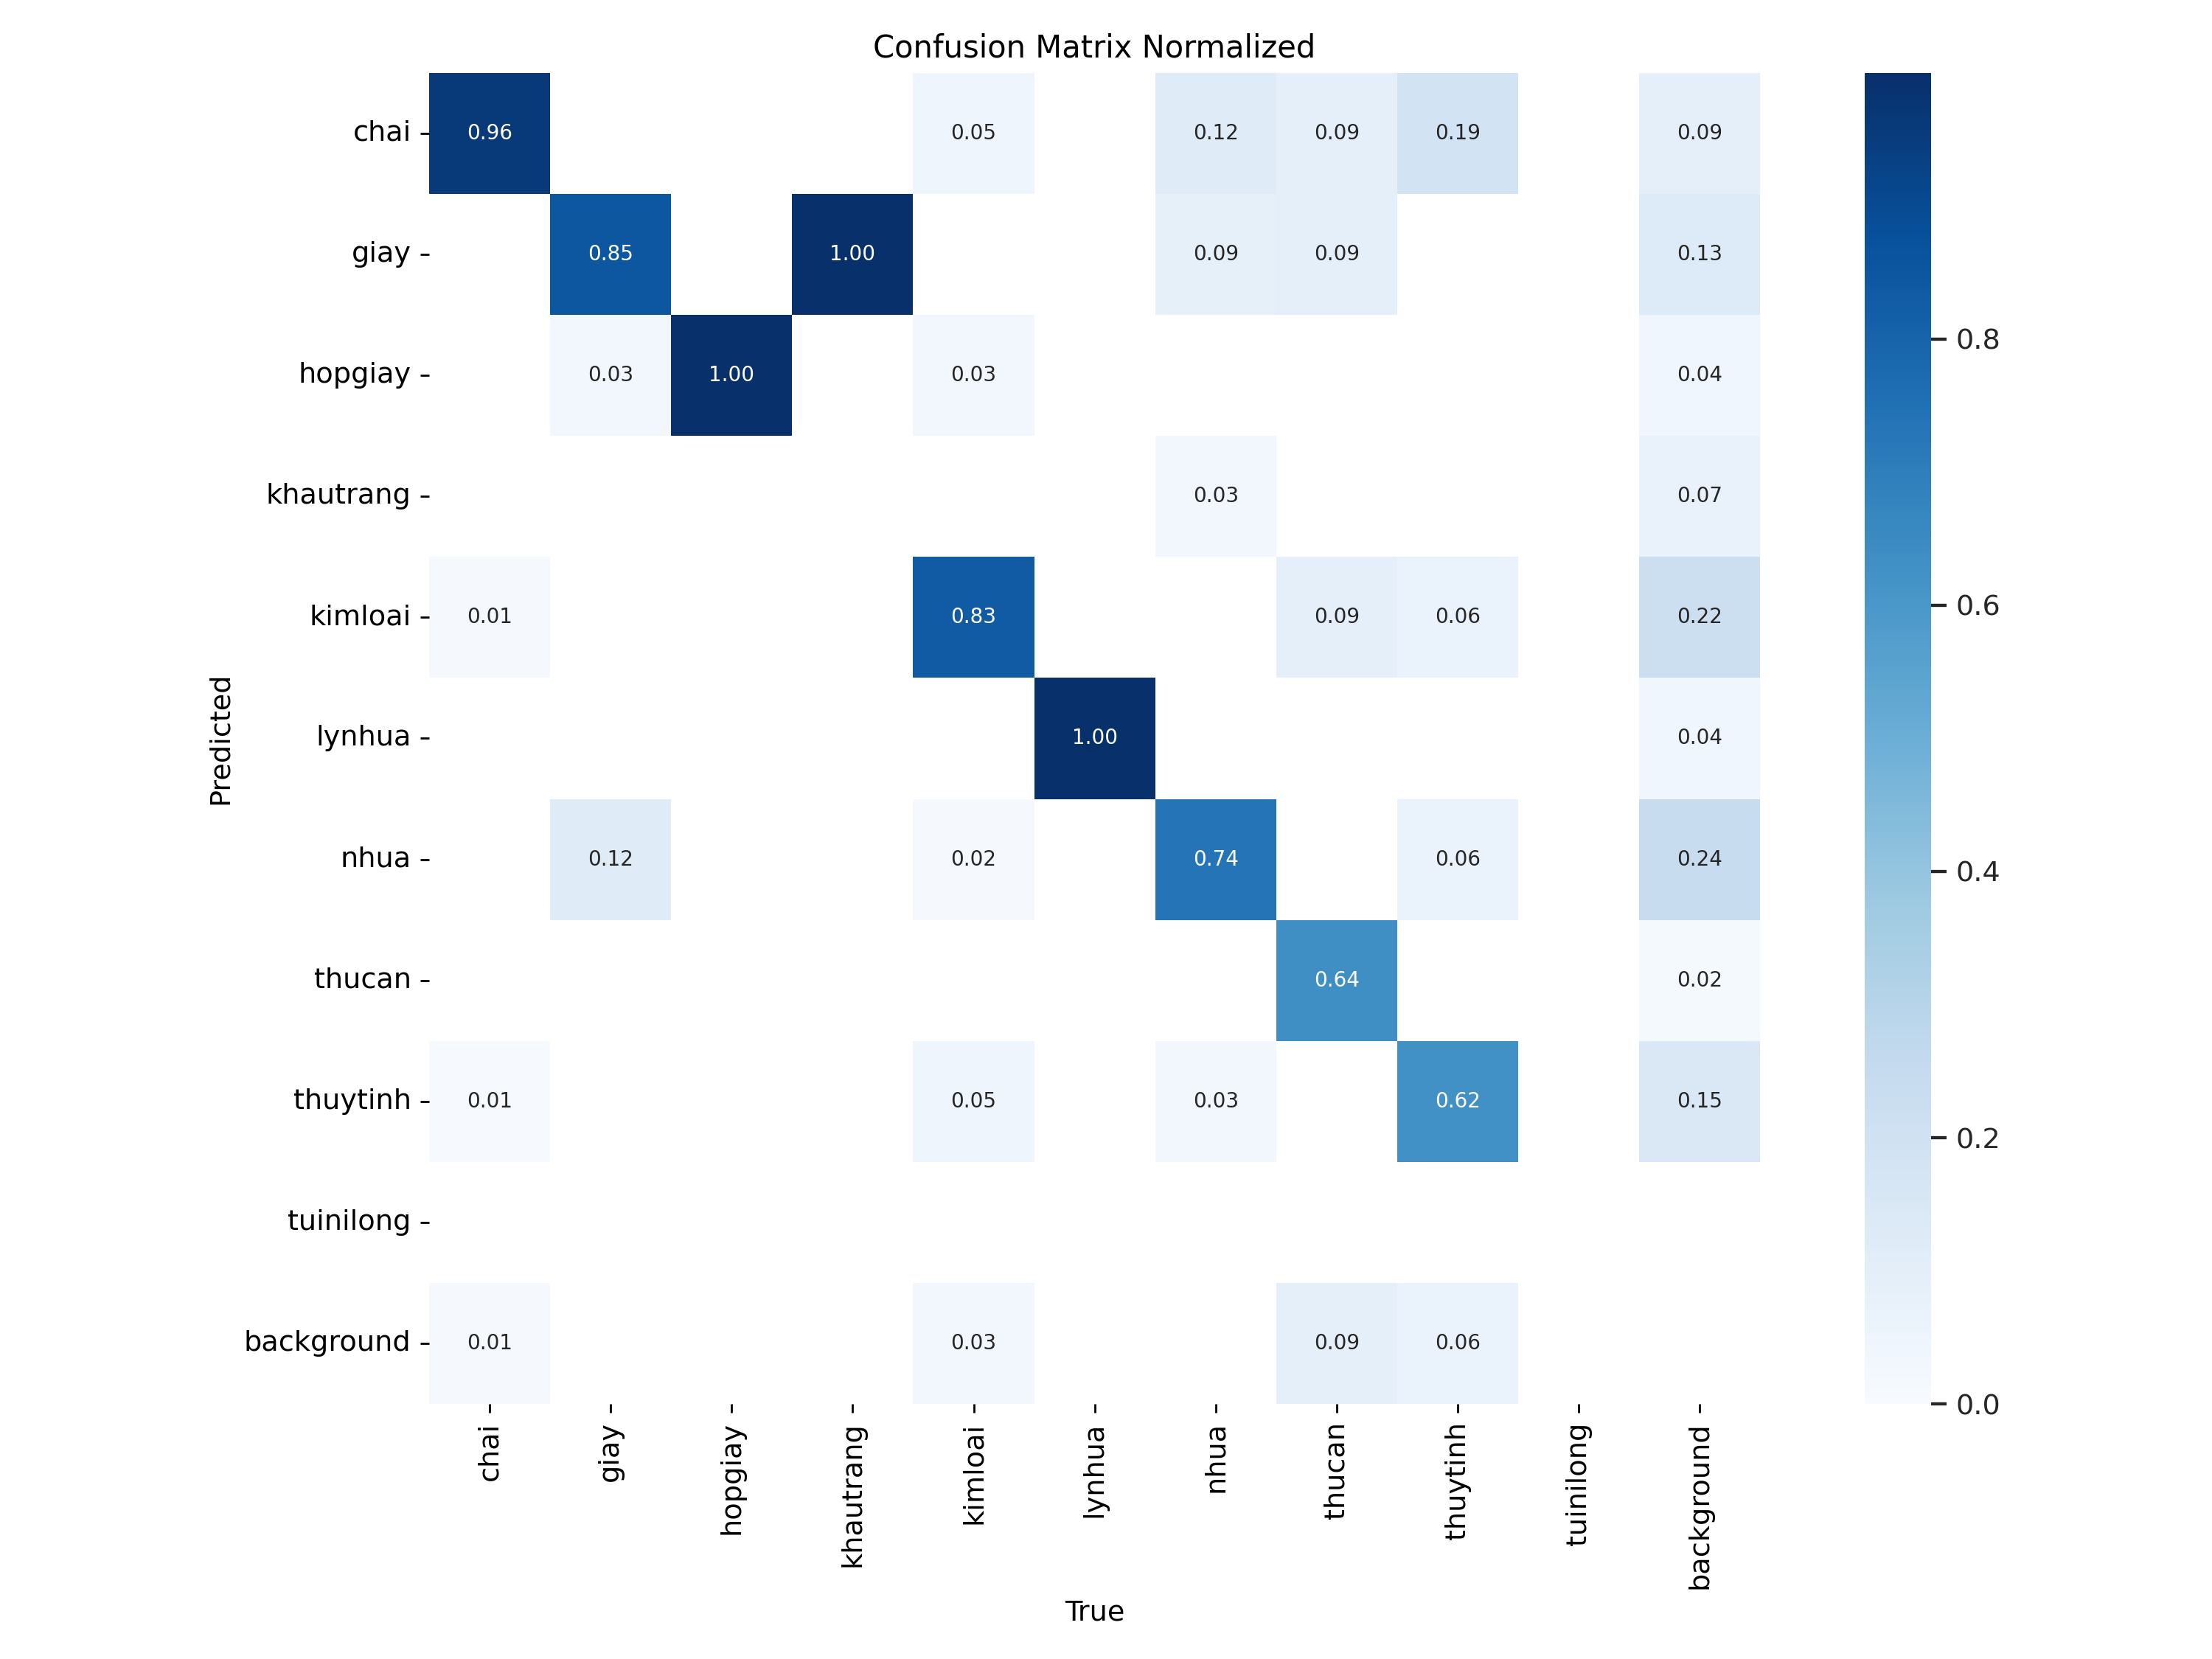 Confusion Matrix Normalized
chai 0.96 0.05 0.12 0.09 0.19 0.09
giay 0.85 1.00 0.09 0.09 0.13
hopgiay 0.03 1.00 0.03 0.04
khautrang 0.03 0.07
kimloai 0.01 0.83 0.09 0.06 0.22
lynhua 1.00 0.04
nhua 0.12 0.02 0.74 0.06 0.24
thucan 0.64 0.02
thuytinh 0.01 0.05 0.03 0.62 0.15
tuinilong
background 0.01 0.03 0.09 0.06
Predicted
chai giay hopgiay khautrang kimloai lynhua nhua thucan thuytinh tuinilong background
True
0.8
0.6
0.4
0.2
0.0